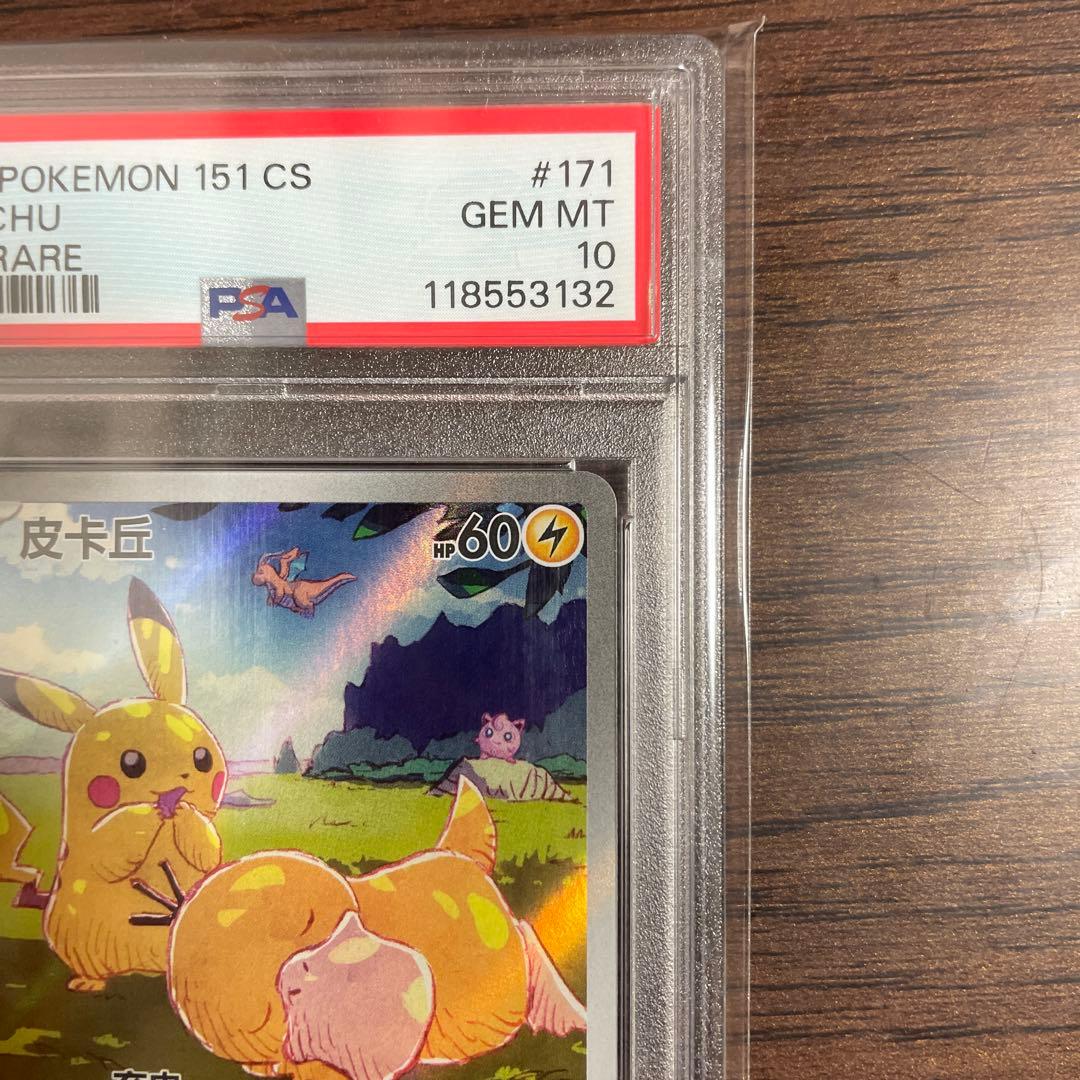 POKEMON 151 CS #171
CHU GEM MT
RARE 10
118553132
PSA
皮卡丘 HP60